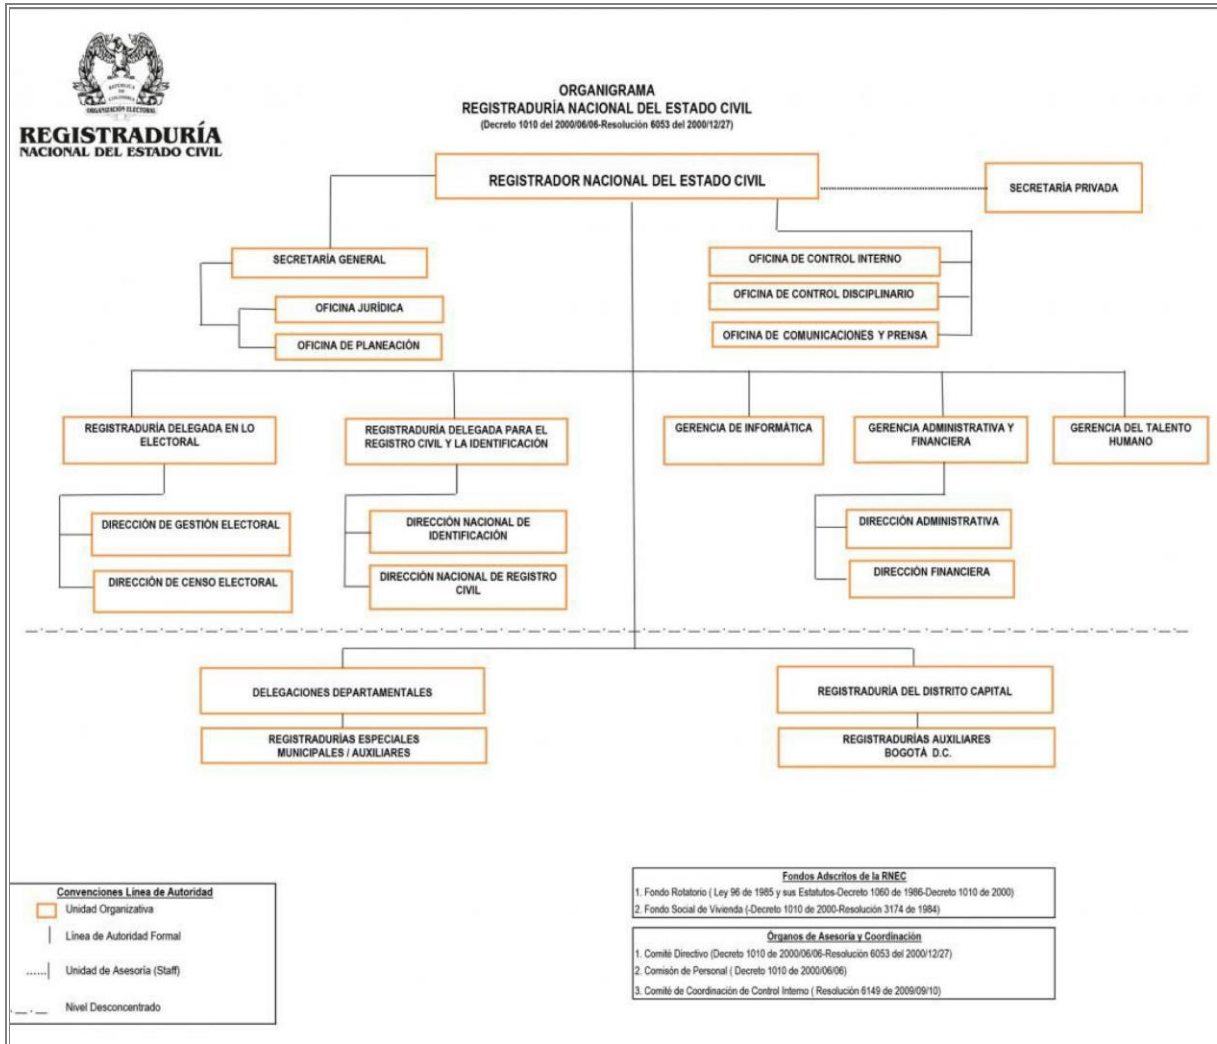 REPÚBLICA
DE
COLOMBIA
ORGANIZACIÓN ELECTORAL
REGISTRADURÍA
NACIONAL DEL ESTADO CIVIL
ORGANIGRAMA
REGISTRADURÍA NACIONAL DEL ESTADO CIVIL
(Decreto 1010 del 2000/06/06-Resolución 6053 del 2000/12/27)
REGISTRADOR NACIONAL DEL ESTADO CIVIL
SECRETARÍA PRIVADA
SECRETARÍA GENERAL
OFICINA JURÍDICA
OFICINA DE PLANEACIÓN
OFICINA DE CONTROL INTERNO
OFICINA DE CONTROL DISCIPLINARIO
OFICINA DE COMUNICACIONES Y PRENSA
REGISTRADURÍA DELEGADA EN LO
ELECTORAL
REGISTRADURÍA DELEGADA PARA EL
REGISTRO CIVIL Y LA IDENTIFICACIÓN
GERENCIA DE INFORMÁTICA
GERENCIA ADMINISTRATIVA Y
FINANCIERA
GERENCIA DEL TALENTO
HUMANO
DIRECCIÓN DE GESTIÓN ELECTORAL
DIRECCIÓN DE CENSO ELECTORAL
DIRECCIÓN NACIONAL DE
IDENTIFICACIÓN
DIRECCIÓN NACIONAL DE REGISTRO
CIVIL
DIRECCIÓN ADMINISTRATIVA
DIRECCIÓN FINANCIERA
DELEGACIONES DEPARTAMENTALES
REGISTRADURÍAS ESPECIALES
MUNICIPALES / AUXILIARES
REGISTRADURÍA DEL DISTRITO CAPITAL
REGISTRADURÍAS AUXILIARES
BOGOTÁ D.C.
Convenciones Línea de Autoridad
Unidad Organizativa
Línea de Autoridad Formal
Unidad de Asesoría (Staff)
Nivel Desconcentrado
Fondos Adscritos de la RNEC
1. Fondo Rotatorio ( Ley 96 de 1985 y sus Estatutos-Decreto 1060 de 1986-Decreto 1010 de 2000)
2. Fondo Social de Vivienda (-Decreto 1010 de 2000-Resolución 3174 de 1984)
Órganos de Asesoría y Coordinación
1. Comité Directivo (Decreto 1010 de 2000/06/06-Resolución 6053 del 2000/12/27)
2. Comisón de Personal ( Decreto 1010 de 2000/06/06)
3. Comité de Coordinación de Control Interno ( Resolución 6149 de 2009/09/10)